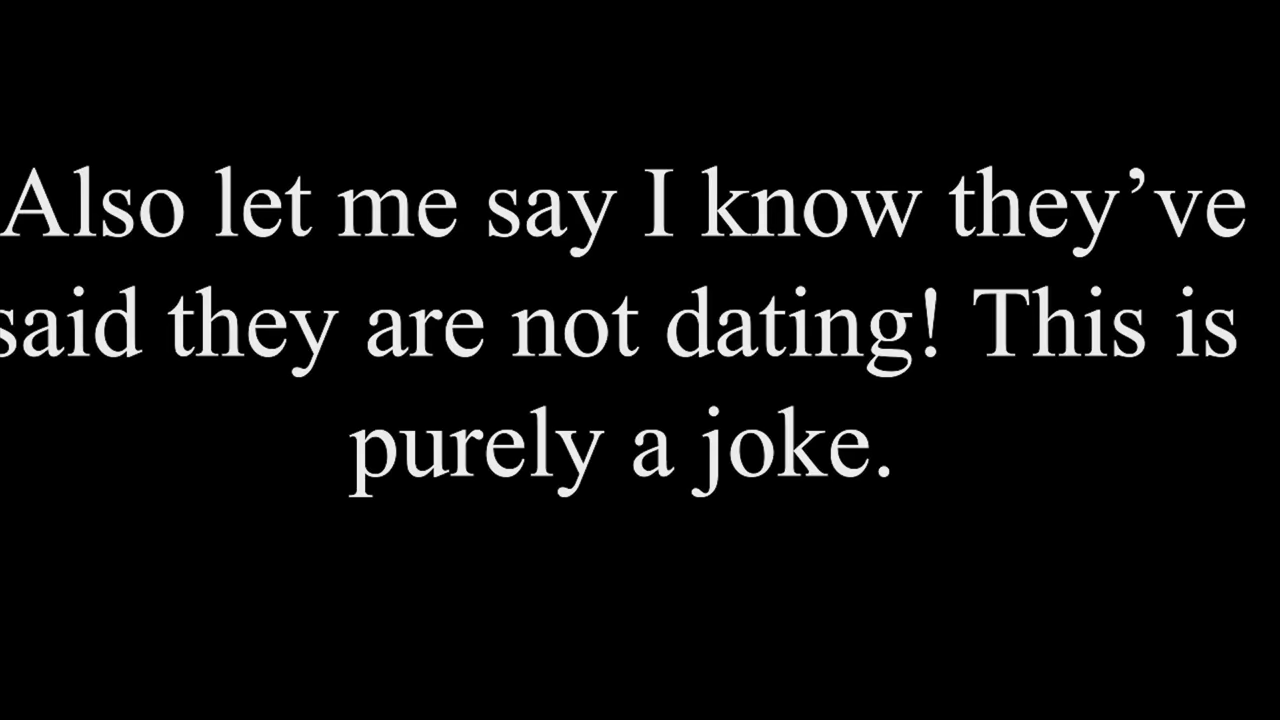 Also let me say I know they’ve
said they are not dating! This is
purely a joke.